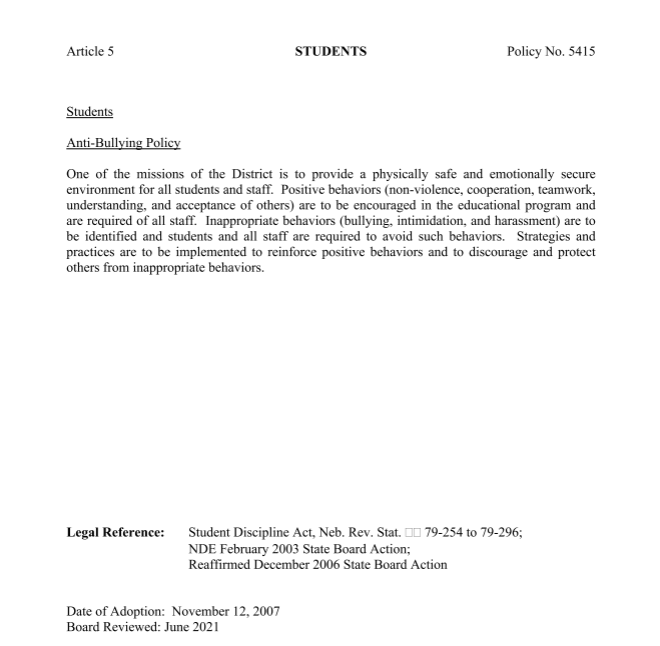 Article 5 STUDENTS Policy No. 5415
Students
Anti-Bullying Policy
One of the missions of the District is to provide a physically safe and emotionally secure
environment for all students and staff. Positive behaviors (non-violence, cooperation, teamwork,
understanding, and acceptance of others) are to be encouraged in the educational program and
are required of all staff. Inappropriate behaviors (bullying, intimidation, and harassment) are to
be identified and students and all staff are required to avoid such behaviors. Strategies and
practices are to be implemented to reinforce positive behaviors and to discourage and protect
others from inappropriate behaviors.
Legal Reference: Student Discipline Act, Neb. Rev. Stat. □□ 79-254 to 79-296;
NDE February 2003 State Board Action;
Reaffirmed December 2006 State Board Action
Date of Adoption: November 12, 2007
Board Reviewed: June 2021